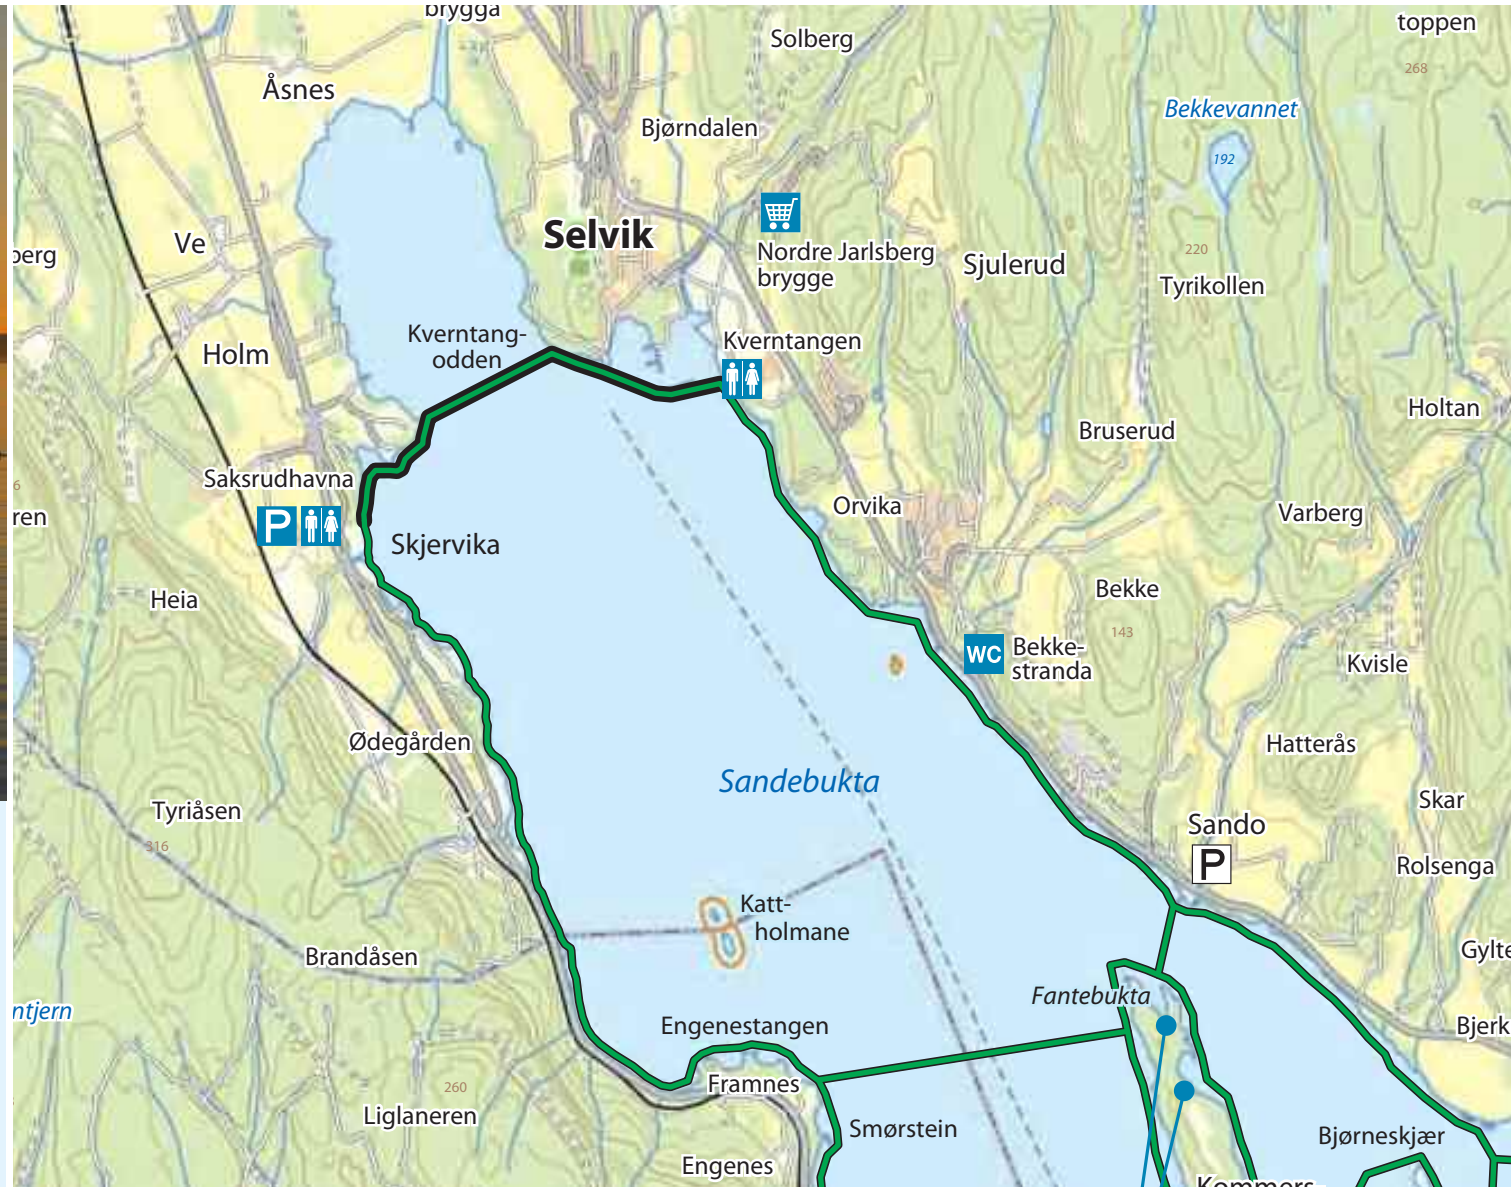 brygga
toppen
Solberg
268
Åsnes
Bekkevannet
Bjørndalen
192
Selvik
Ve
berg
Nordre Jarlsberg
brygge
220
Sjulerud
Tyrikollen
Kverntang-
odden
Kverntangen
Holm
Holtan
Bruserud
Saksrudhavna
6
Orvika
ren
P
Varberg
Skjervika
Heia
Bekke
143
WC
Bekke-
stranda
Kvisle
Ødegården
Hatterås
Sandebukta
Skar
Tyriåsen
Sando
316
P
Rolsenga
Katt-
holmane
Brandåsen
Gylte
Fantebukta
ntjern
Engenestangen
Bjerk
260
Framnes
Liglaneren
Smørstein
Bjørneskjær
Engenes
Kommers